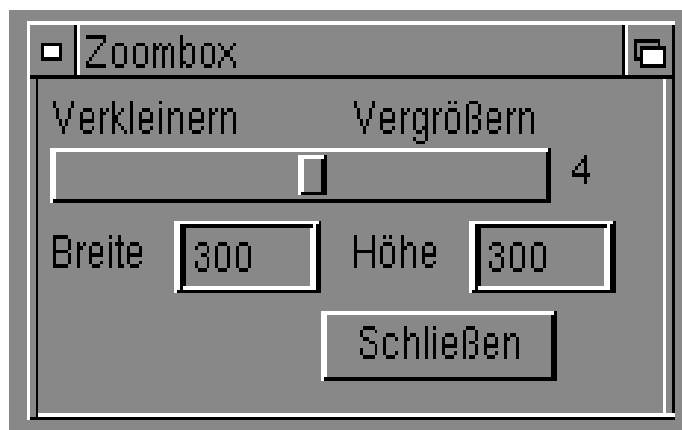 Zoombox
Verkleinern Vergrößern
4
Breite 300 Höhe 300
Schließen